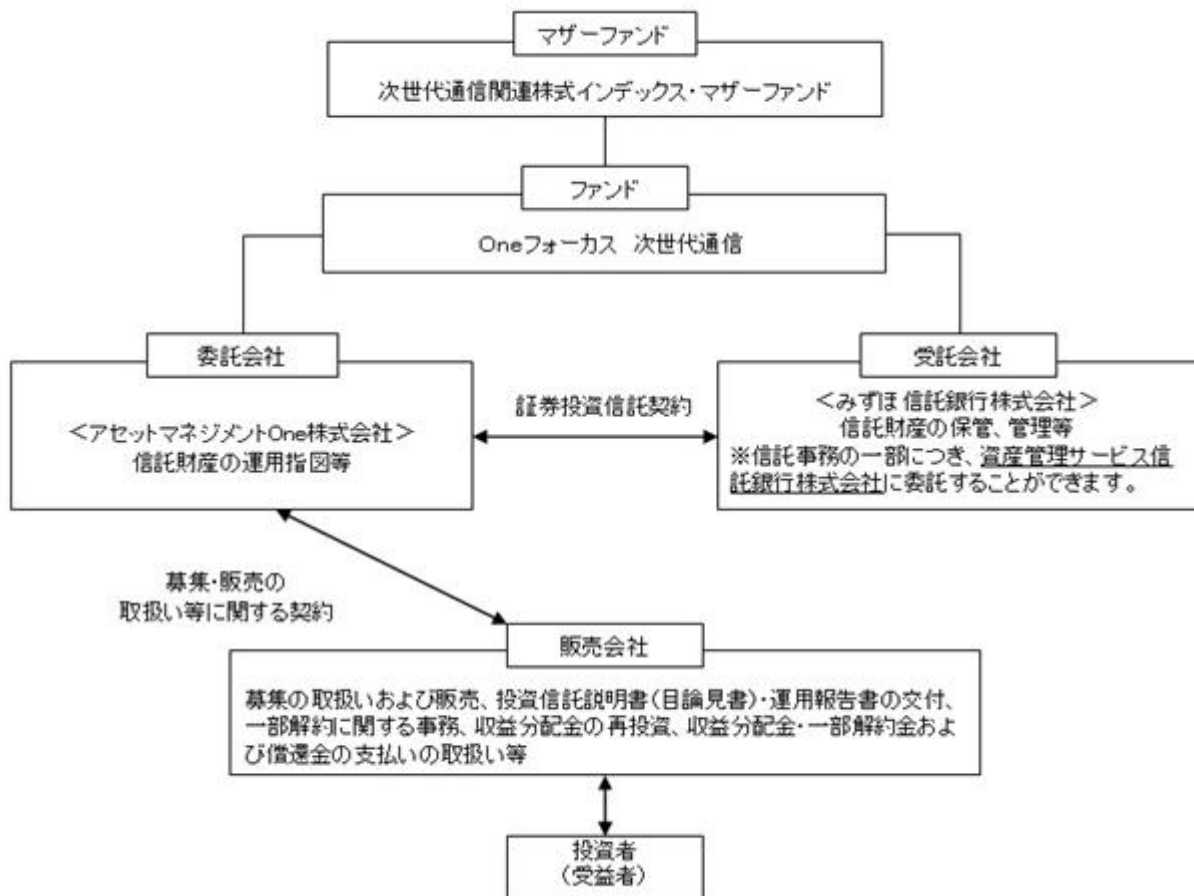 マザーファンド
次世代通信関連株式インデックス・マザーファンド
ファンド
Oneフォーカス 次世代通信
委託会社
<アセットマネジメントOne株式会社>
信託財産の運用指図等
証券投資信託契約
受託会社
<みずほ信託銀行株式会社>
信託財産の保管、管理等
※信託事務の一部につき、資産管理サービス信
託銀行株式会社に委託することができます。
募集・販売の
取扱い等に関する契約
販売会社
募集の取扱いおよび販売、投資信託説明書(目論見書)・運用報告書の交付、
一部解約に関する事務、収益分配金の再投資、収益分配金・一部解約金およ
び償還金の支払いの取扱い等
投資者
(受益者)